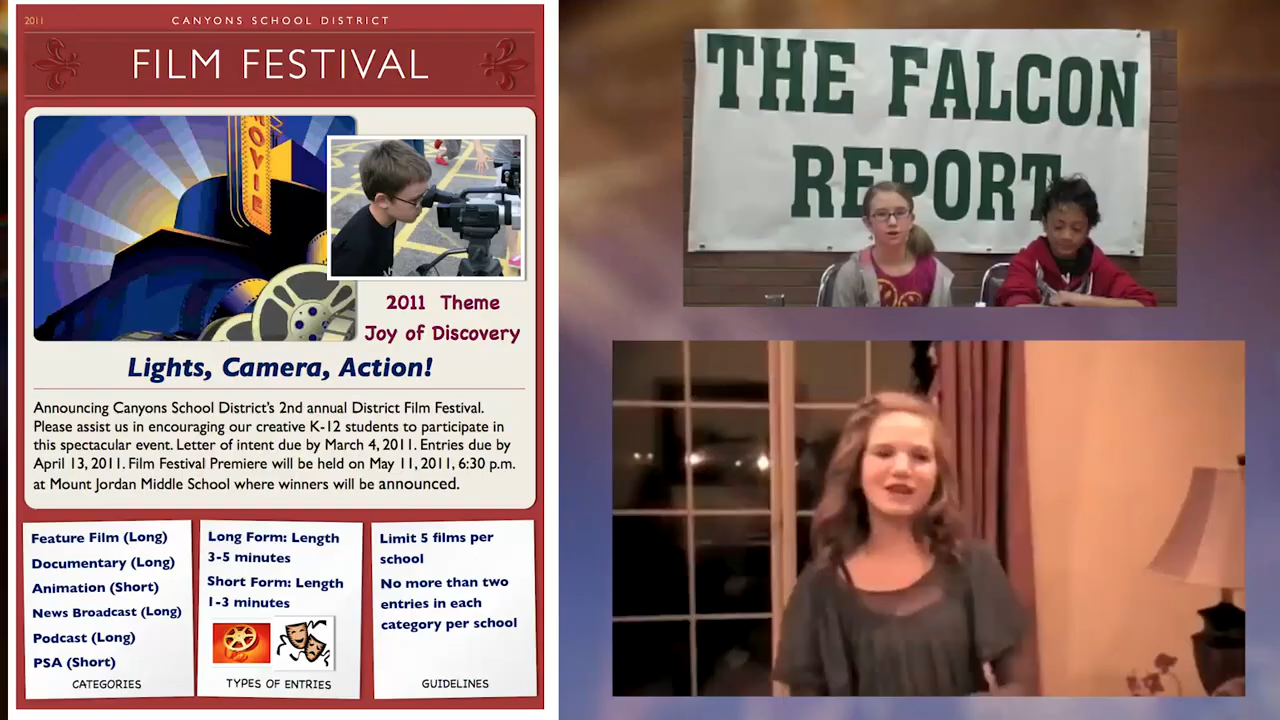 2011
CANYONS SCHOOL DISTRICT
FILM FESTIVAL
MOVIE
2011 Theme
Joy of Discovery
Lights, Camera, Action!
Announcing Canyons School District's 2nd annual District Film Festival.
Please assist us in encouraging our creative K-12 students to participate in
this spectacular event. Letter of intent due by March 4, 2011. Entries due by
April 13, 2011. Film Festival Premiere will be held on May 11, 2011, 6:30 p.m.
at Mount Jordan Middle School where winners will be announced.
Feature Film (Long)
Documentary (Long)
Animation (Short)
News Broadcast (Long)
Podcast (Long)
PSA (Short)
CATEGORIES
Long Form: Length
3-5 minutes
Short Form: Length
1-3 minutes
TYPES OF ENTRIES
Limit 5 films per
school
No more than two
entries in each
category per school
GUIDELINES
THE FALCON
REPORT